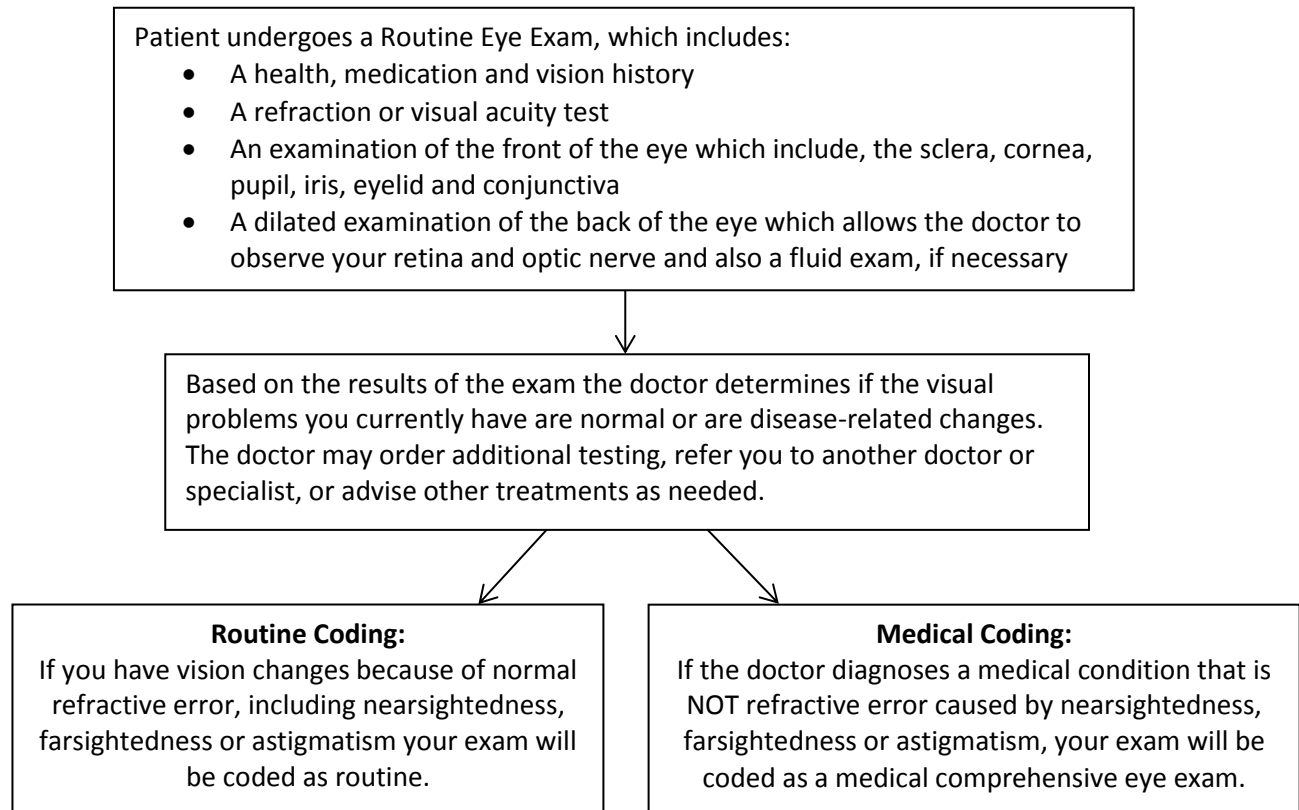 Patient undergoes a Routine Eye Exam, which includes:
• A health, medication and vision history
• A refraction or visual acuity test
• An examination of the front of the eye which include, the sclera, cornea,
pupil, iris, eyelid and conjunctiva
• A dilated examination of the back of the eye which allows the doctor to
observe your retina and optic nerve and also a fluid exam, if necessary
Based on the results of the exam the doctor determines if the visual
problems you currently have are normal or are disease-related changes.
The doctor may order additional testing, refer you to another doctor or
specialist, or advise other treatments as needed.
Routine Coding:
If you have vision changes because of normal
refractive error, including nearsightedness,
farsightedness or astigmatism your exam will
be coded as routine.
Medical Coding:
If the doctor diagnoses a medical condition that is
NOT refractive error caused by nearsightedness,
farsightedness or astigmatism, your exam will be
coded as a medical comprehensive eye exam.